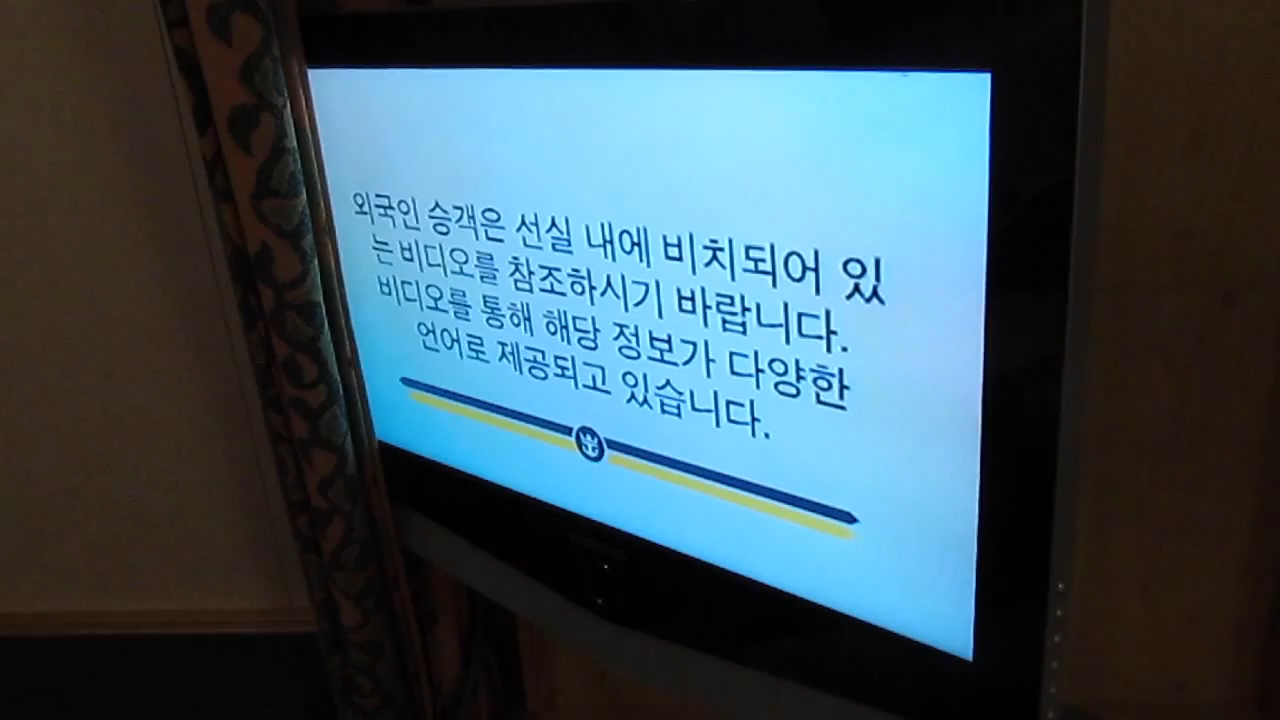 외국인 승객은 선실 내에 비치되어 있
는 비디오를 참조하시기 바랍니다.
비디오를 통해 해당 정보가 다양한
언어로 제공되고 있습니다.